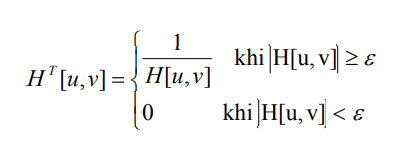 H^T[u,v] = { 1/H[u,v] khi |H[u,v]| ≥ ε
0 khi |H[u,v]| < ε